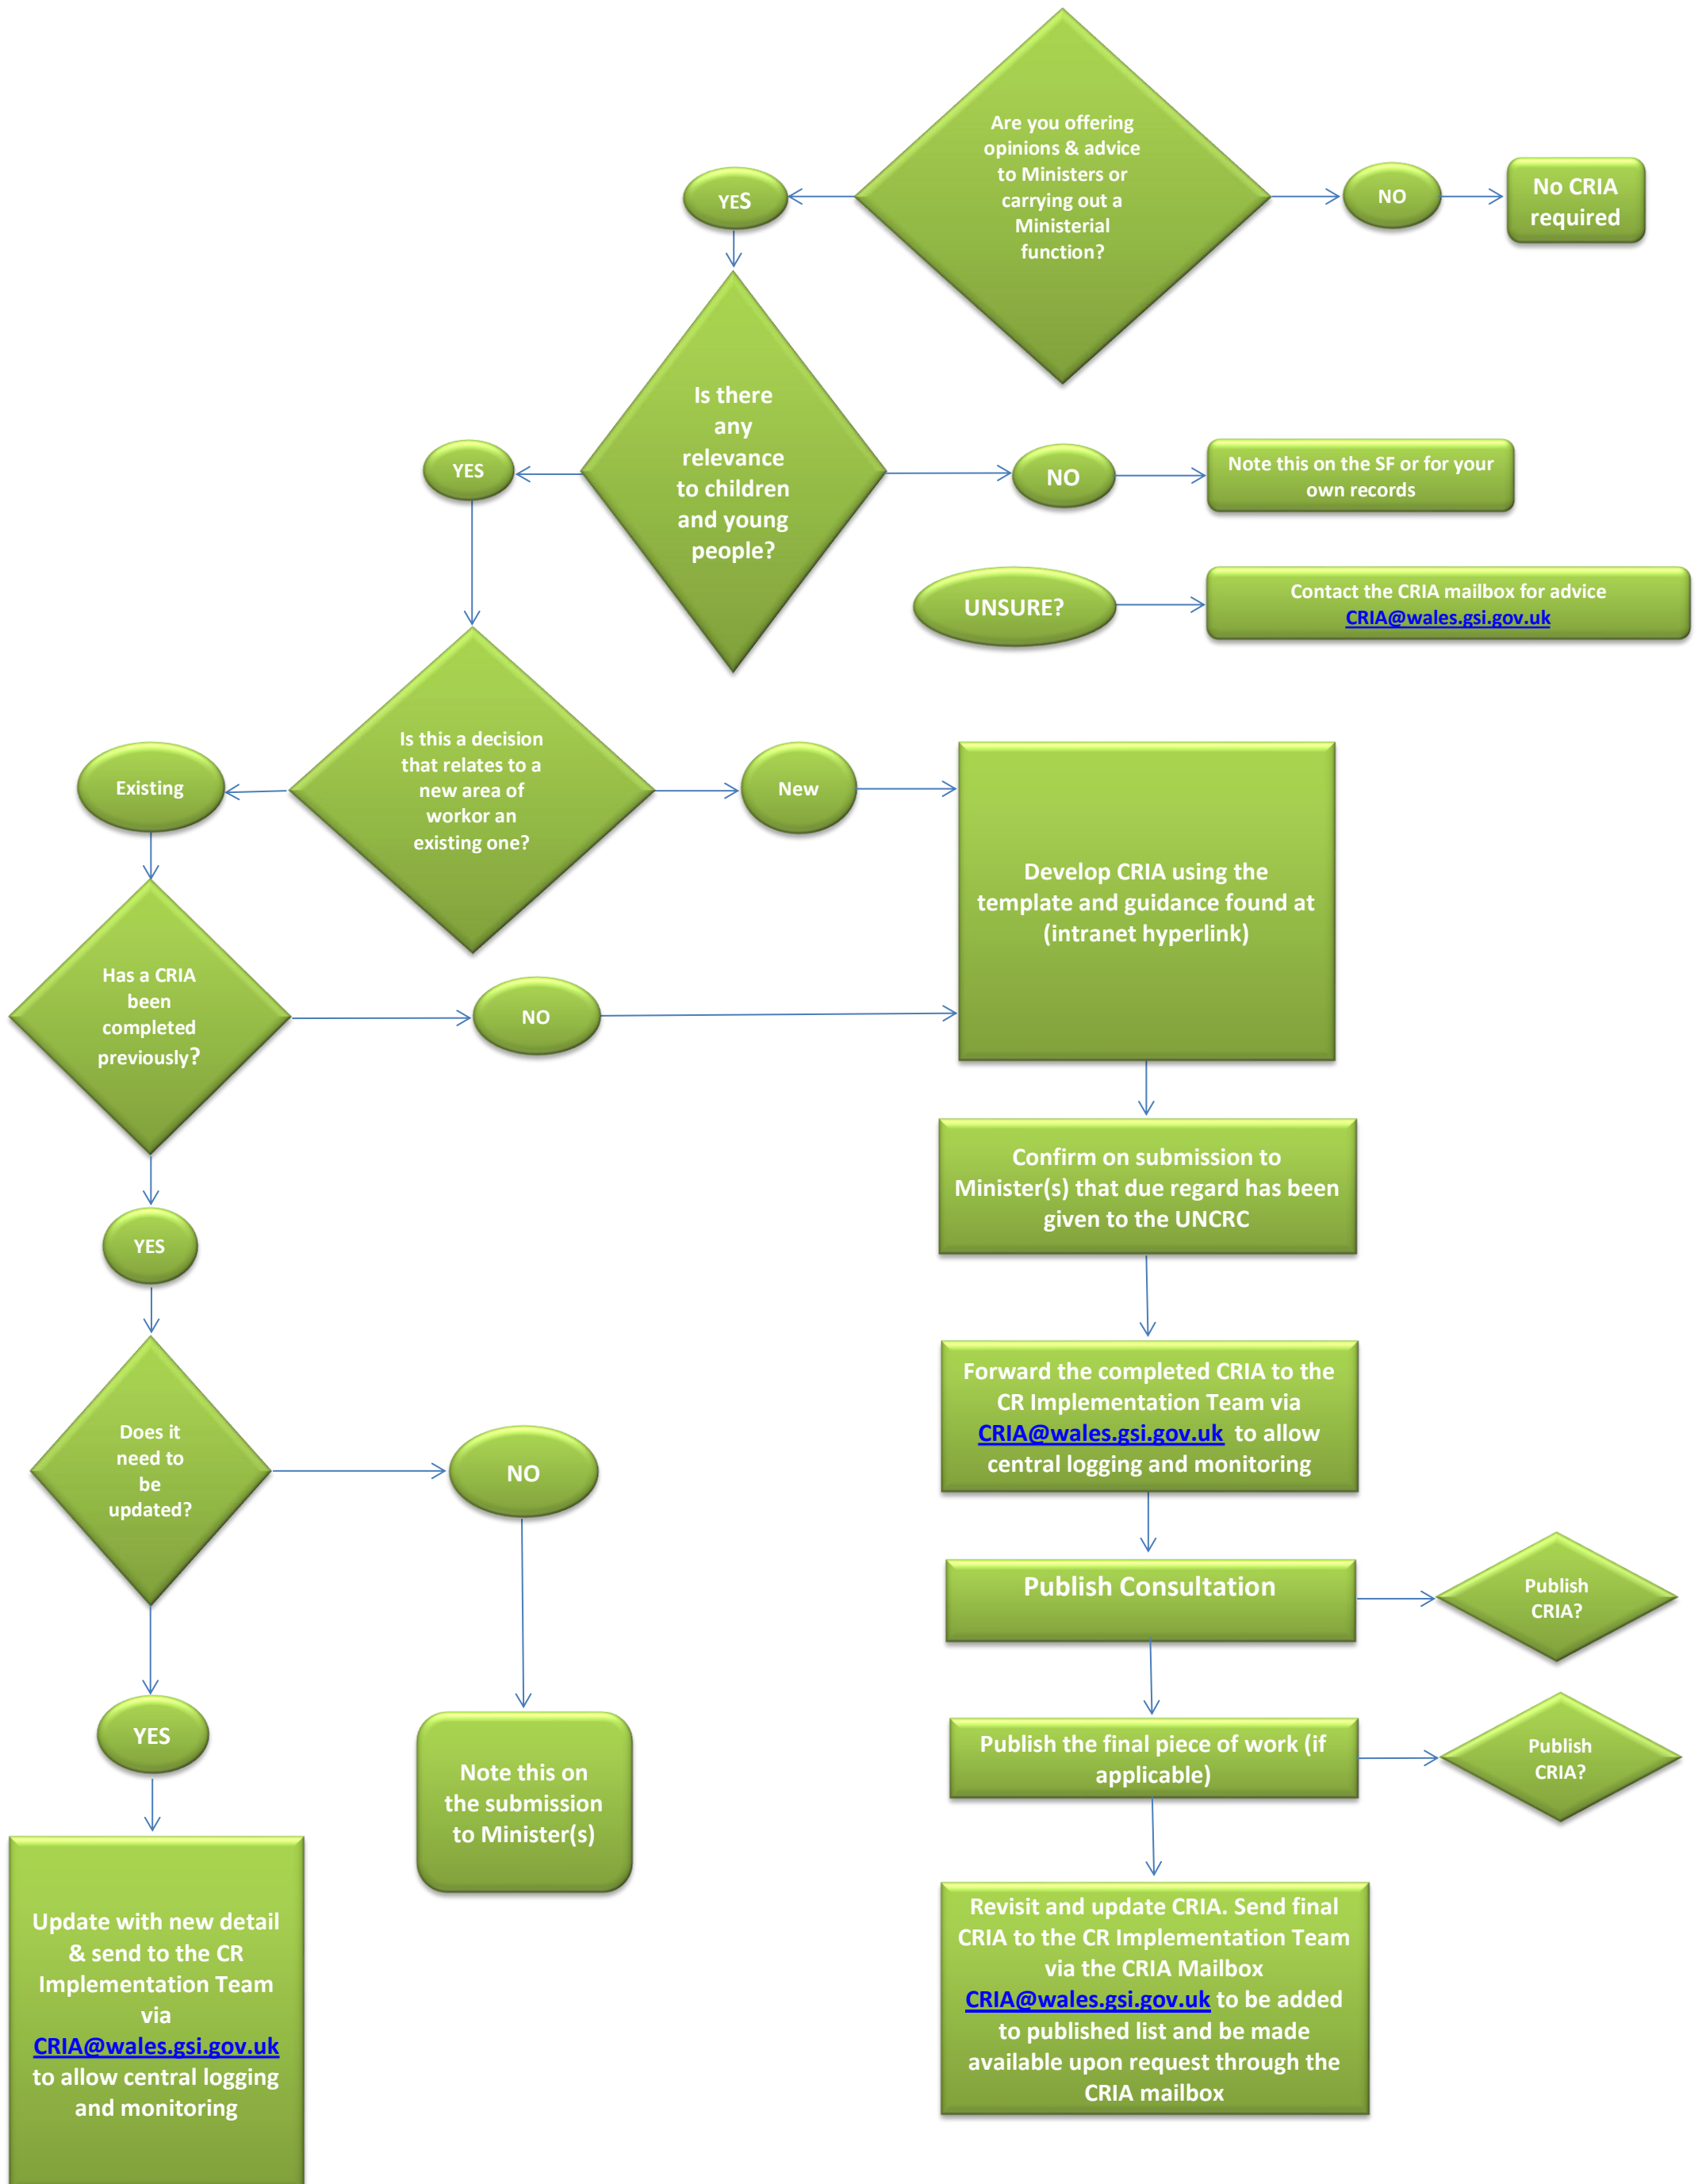 Are you offering
opinions & advice
to Ministers or
carrying out a
Ministerial
function?
YES
NO
No CRIA
required
Is there
any
relevance
to children
and young
people?
YES
NO
Note this on the SF or for your
own records
UNSURE?
Contact the CRIA mailbox for advice
CRIA@wales.gsi.gov.uk
Is this a decision
that relates to a
new area of
workor an
existing one?
Existing
New
Develop CRIA using the
template and guidance found at
(intranet hyperlink)
Has a CRIA
been
completed
previously?
NO
Confirm on submission to
Minister(s) that due regard has been
given to the UNCRC
YES
Forward the completed CRIA to the
CR Implementation Team via
CRIA@wales.gsi.gov.uk to allow
central logging and monitoring
Does it
need to
be
updated?
NO
Publish Consultation
Publish
CRIA?
YES
Note this on
the submission
to Minister(s)
Publish the final piece of work (if
applicable)
Publish
CRIA?
Update with new detail
& send to the CR
Implementation Team
via
CRIA@wales.gsi.gov.uk
to allow central logging
and monitoring
Revisit and update CRIA. Send final
CRIA to the CR Implementation Team
via the CRIA Mailbox
CRIA@wales.gsi.gov.uk to be added
to published list and be made
available upon request through the
CRIA mailbox